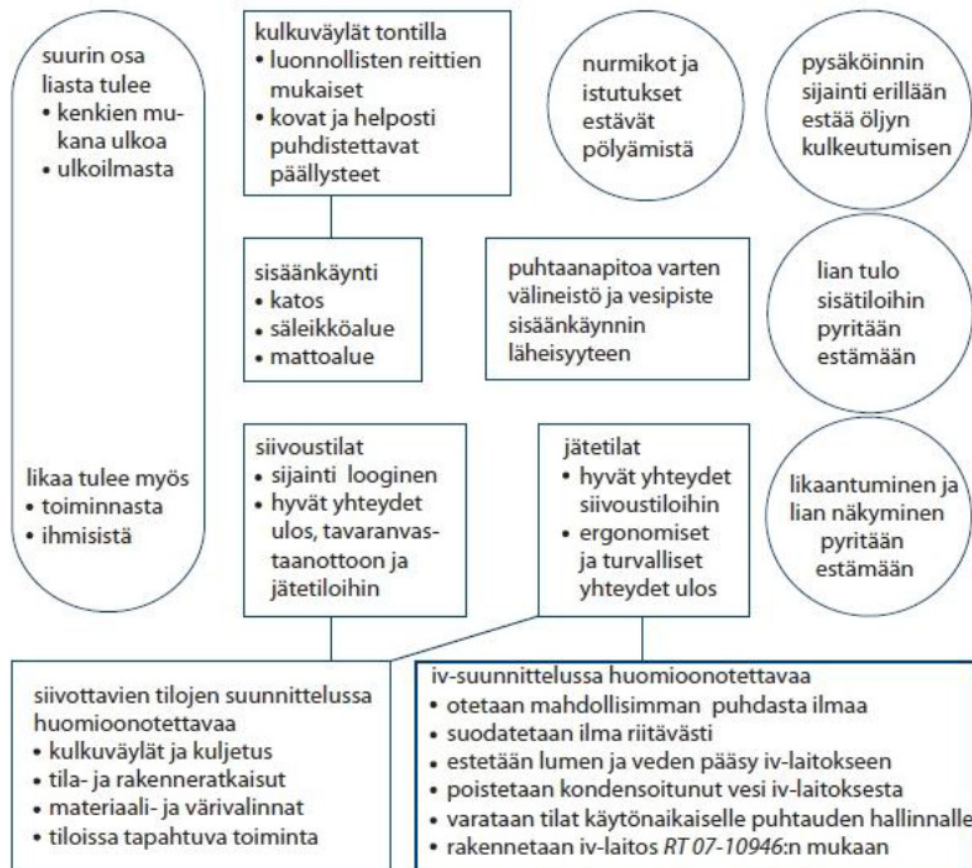 suurin osa
liasta tulee
• kenkien mu-
kana ulkoa
• ulkoilmasta
likaa tulee myös
• toiminnasta
• ihmisistä
kulkuväylät tontilla
• luonnollisten reittien
mukaiset
• kovat ja helposti
puhdistettavat
päällysteet
nurmikot ja
istutukset
estävät
pölyämistä
pysäköinnin
sijainti erillään
estää öljyn
kulkeutumisen
sisäänkäynti
• katos
• säleikköalue
• mattoalue
puhtaanapitoa varten
välineistö ja vesipiste
sisäänkäynnin
läheisyyteen
lian tulo
sisätiloihin
pyritään
estämään
siivoustilat
• sijainti looginen
• hyvät yhteydet
ulos, tavaranvas-
taanottoon ja
jätetiloihin
jätetilat
• hyvät yhteydet
siivoustiloihin
• ergonomiset
ja turvalliset
yhteydet ulos
likaantuminen ja
lian näkyminen
pyritään
estämään
siivottavien tilojen suunnittelussa
huomioonotettavaa
• kulkuväylät ja kuljetus
• tila- ja rakenneratkaisut
• materiaali- ja värivalinnat
• tiloissa tapahtuva toiminta
iv-suunnittelussa huomioonotettavaa
• otetaan mahdollisimman puhdasta ilmaa
• suodatetaan ilma riitävästi
• estetään lumen ja veden pääsy iv-laitokseen
• poistetaan kondensoitunut vesi iv-laitoksesta
• varataan tilat käytönaikaiselle puhtauden hallinnalle
• rakennetaan iv-laitos RT 07-10946:n mukaan